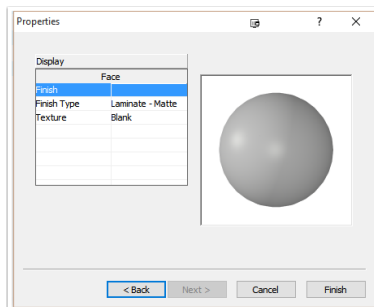 Properties
?
Display
Face
Finish
Finish Type Laminate - Matte
Texture Blank
< Back Next > Cancel Finish